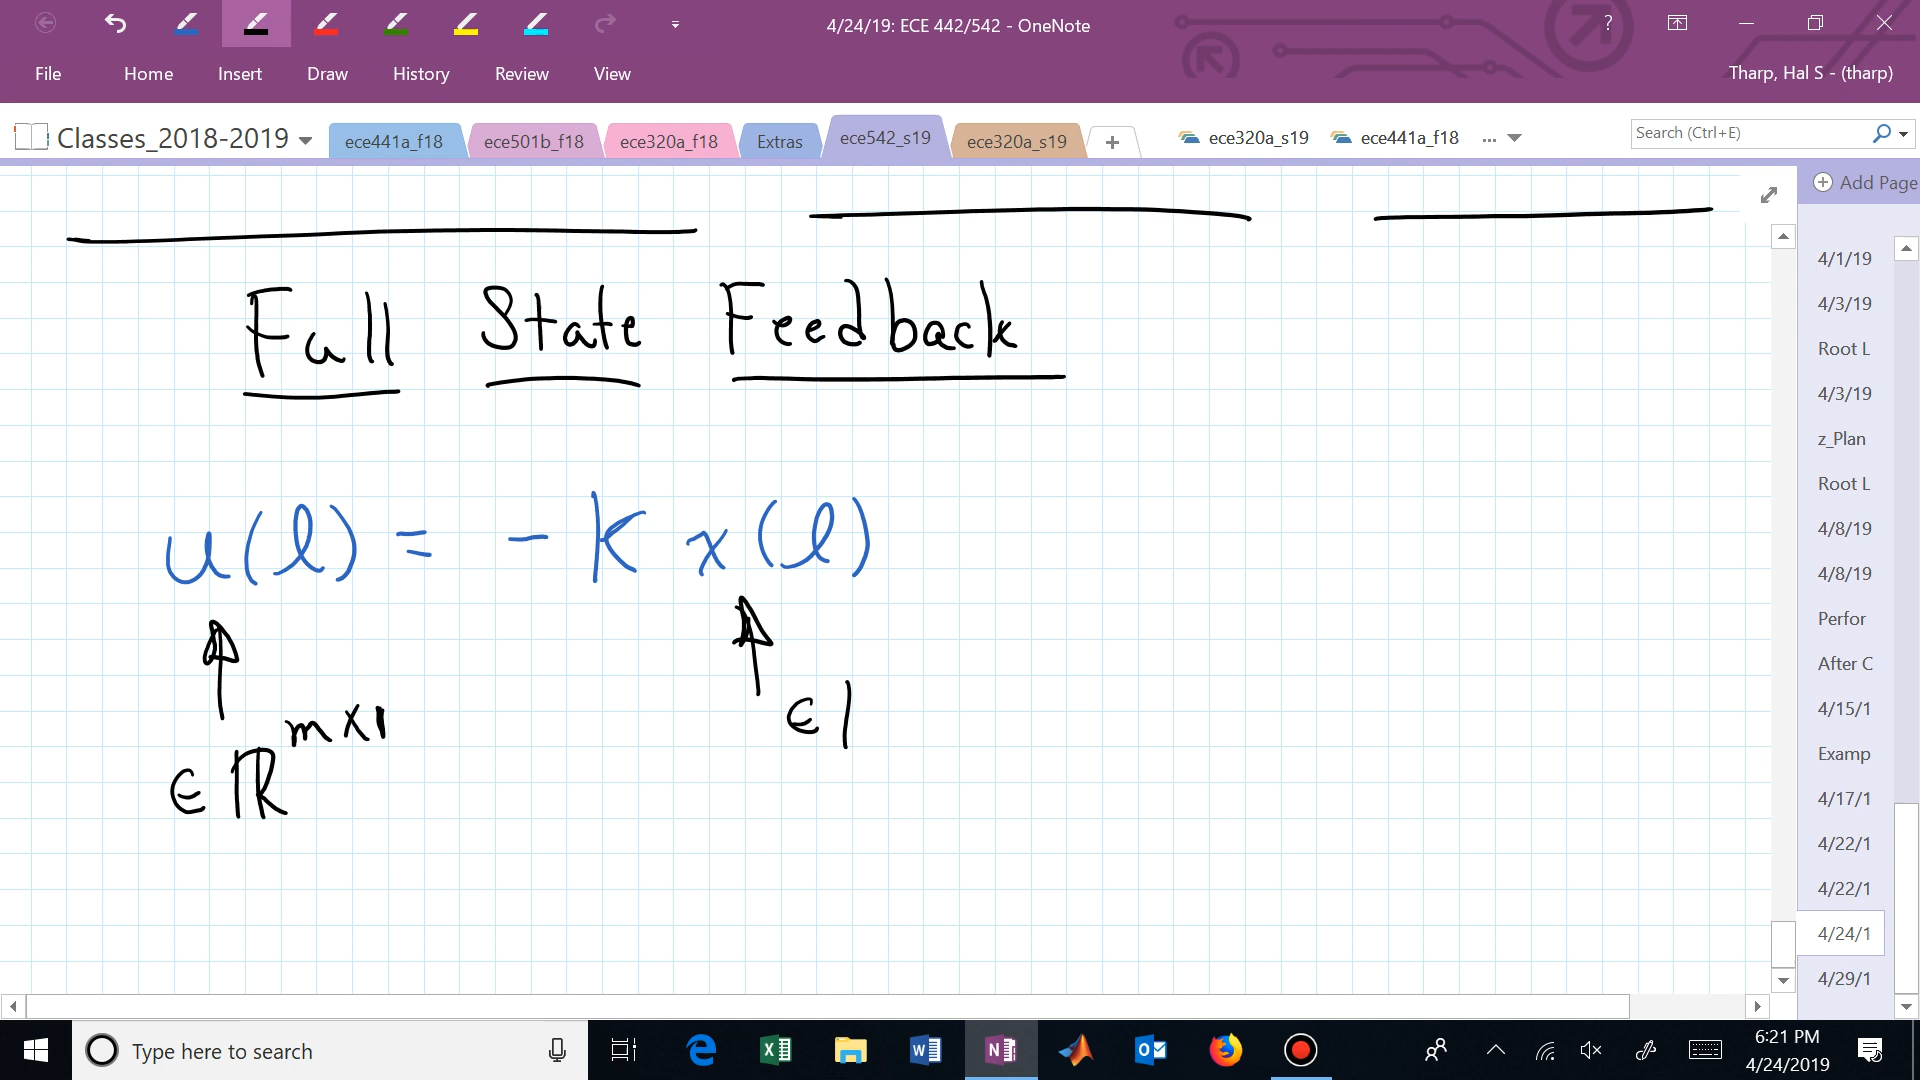 4/24/19: ECE 442/542 - OneNote
?
File Home Insert Draw History Review View
Tharp, Hal S - (tharp)
Classes_2018-2019
ece441a_f18 ece501b_f18 ece320a_f18 Extras ece542_s19 ece320a_s19 +
ece320a_s19 ece441a_f18 ...
Search (Ctrl+E)
Add Page
4/1/19
4/3/19
Root L
4/3/19
z_Plan
Root L
4/8/19
4/8/19
Perfor
After C
4/15/1
Examp
4/17/1
4/22/1
4/22/1
4/24/1
4/29/1
Full State Feedback
u(l) = - K x(l)
∈ ℝ^{m×1}
∈ |
Type here to search
6:21 PM
4/24/2019